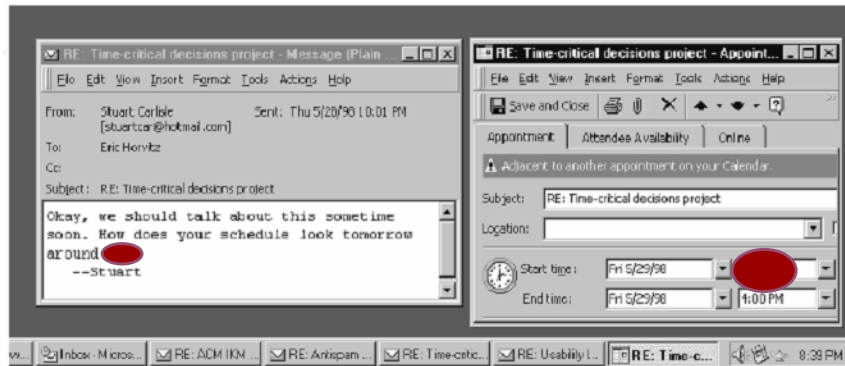 RE: Time-critical decisions project - Message (Plain ...
File Edit View Insert Format Tools Actions Help
From: Stuart Carlisle Sent: Thu 5/28/98 10:01 PM
[stuartcar@hotmail.com]
To: Eric Horvitz
Cc:
Subject: RE: Time-critical decisions project
Okay, we should talk about this sometime
soon. How does your schedule look tomorrow
around
--Stuart
RE: Time-critical decisions project - Appoint...
File Edit View Insert Format Tools Actions Help
Save and Close
Appointment Attendee Availability Online
Adjacent to another appointment on your Calendar.
Subject: RE: Time-critical decisions project
Location:
Start time: Fri 5/29/98
End time: Fri 5/29/98 4:00 PM
w... Inbox - Micros... RE: ACM IKM ... RE: Antispam ... RE: Time-critic... RE: Usability I... RE: Time-c... 8:39 PM